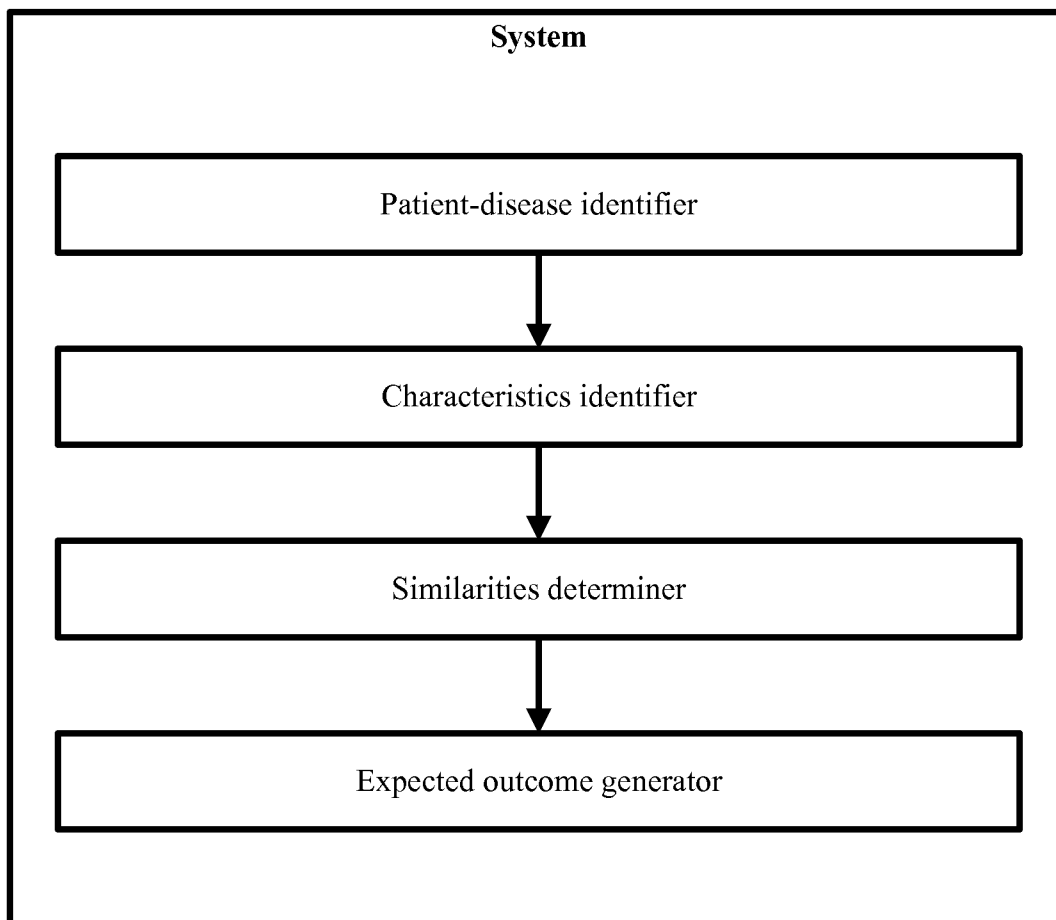 System
Patient-disease identifier
Characteristics identifier
Similarities determiner
Expected outcome generator